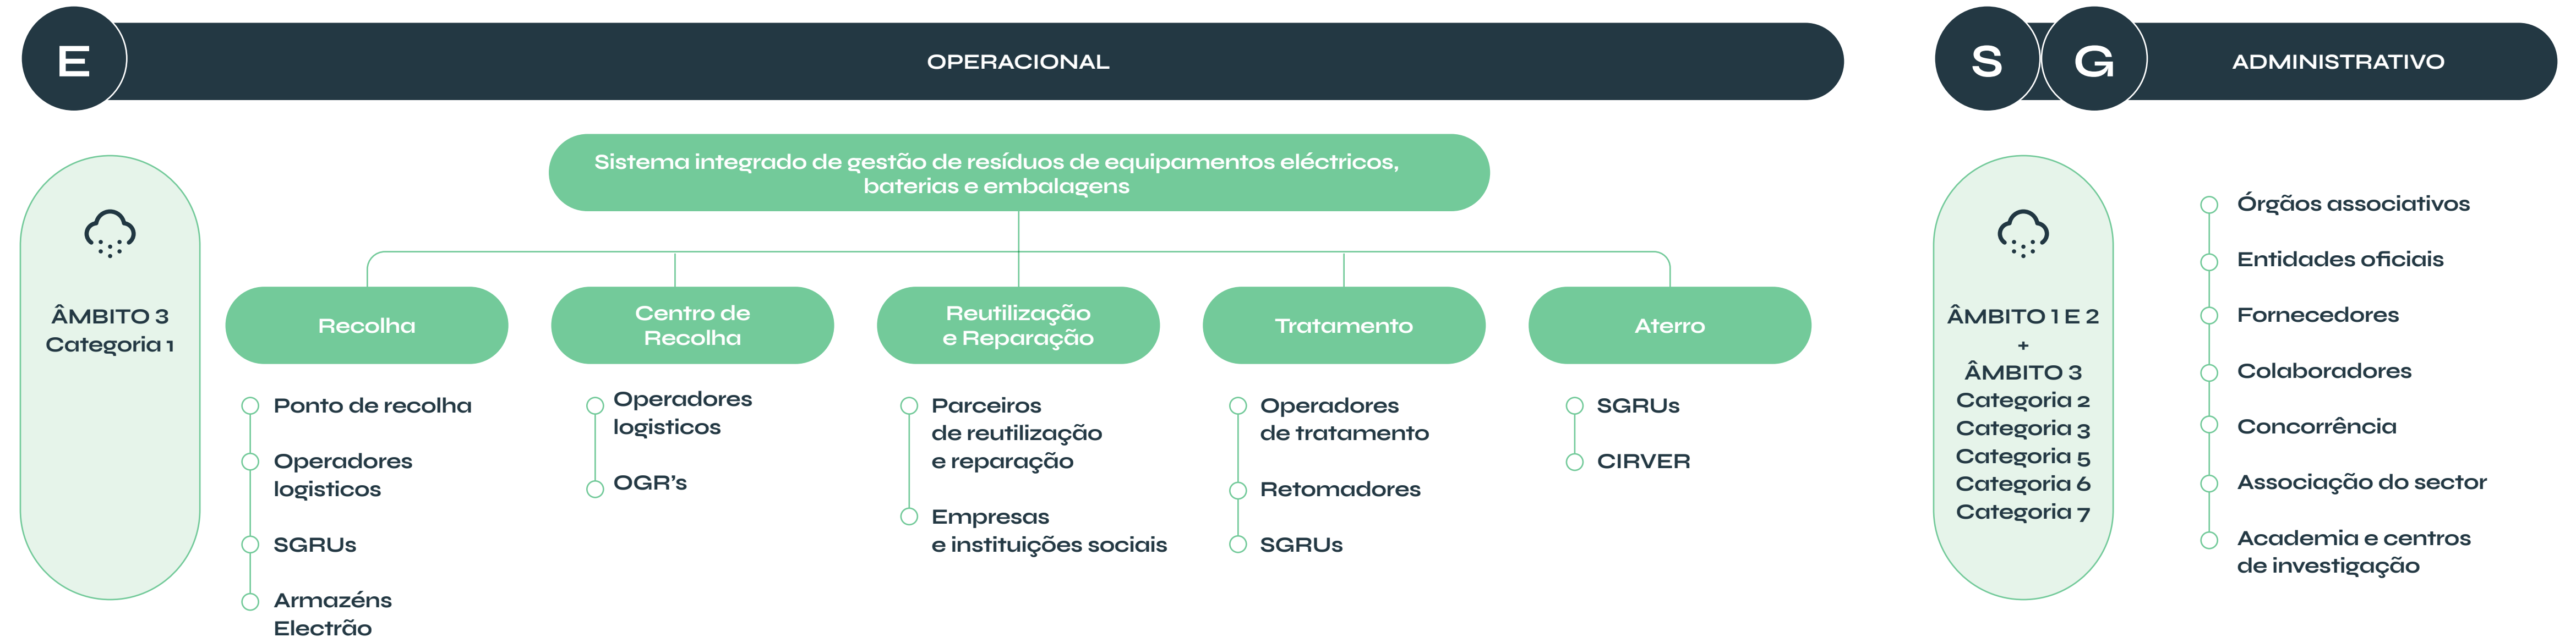 E
OPERACIONAL
S
G
ADMINISTRATIVO
Sistema integrado de gestão de resíduos de equipamentos eléctricos,
baterias e embalagens
ÂMBITO 3
Categoria 1
Recolha
Ponto de recolha
Operadores
logisticos
SGRUs
Armazéns
Electrão
Centro de
Recolha
Operadores
logisticos
OGR’s
Reutilização
e Reparação
Parceiros
de reutilização
e reparação
Empresas
e instituições sociais
Tratamento
Operadores
de tratamento
Retomadores
SGRUs
Aterro
SGRUs
CIRVER
ÂMBITO 1 E 2
+
ÂMBITO 3
Categoria 2
Categoria 3
Categoria 5
Categoria 6
Categoria 7
Órgãos associativos
Entidades oficiais
Fornecedores
Colaboradores
Concorrência
Associação do sector
Academia e centros
de investigação